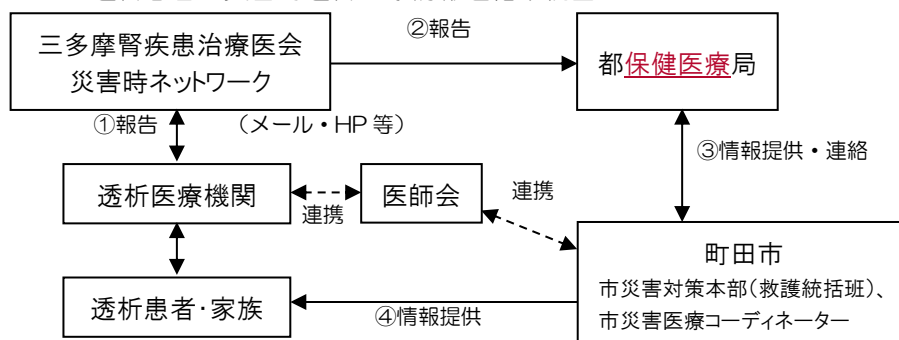 三多摩腎疾患治療医会
災害時ネットワーク
②報告
都保健医療局
①報告
（メール・HP 等）
③情報提供・連絡
透析医療機関
連携
医師会
連携
町田市
市災害対策本部（救護統括班）、
市災害医療コーディネーター
透析患者・家族
④情報提供